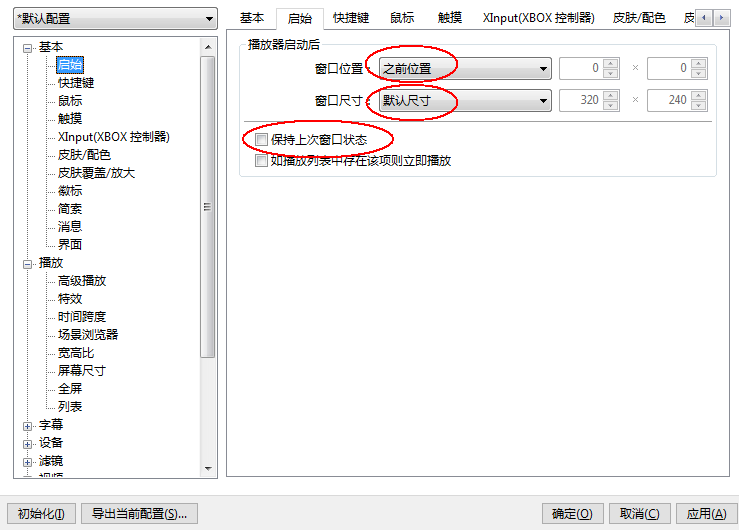 *默认配置
基本
启始
快捷键
鼠标
触摸
XInput(XBOX 控制器)
皮肤/配色
皮肤覆盖/放大
徽标
简索
消息
界面
播放
高级播放
特效
时间跨度
场景浏览器
宽高比
屏幕尺寸
全屏
列表
字幕
设备
滤镜
基本 启始 快捷键 鼠标 触摸 XInput(XBOX 控制器) 皮肤/配色
播放器启动后
窗口位置: 之前位置 0 × 0
窗口尺寸: 默认尺寸 320 × 240
保持上次窗口状态
如播放列表中存在该项则立即播放
初始化(I) 导出当前配置(S)... 确定(O) 取消(C) 应用(A)